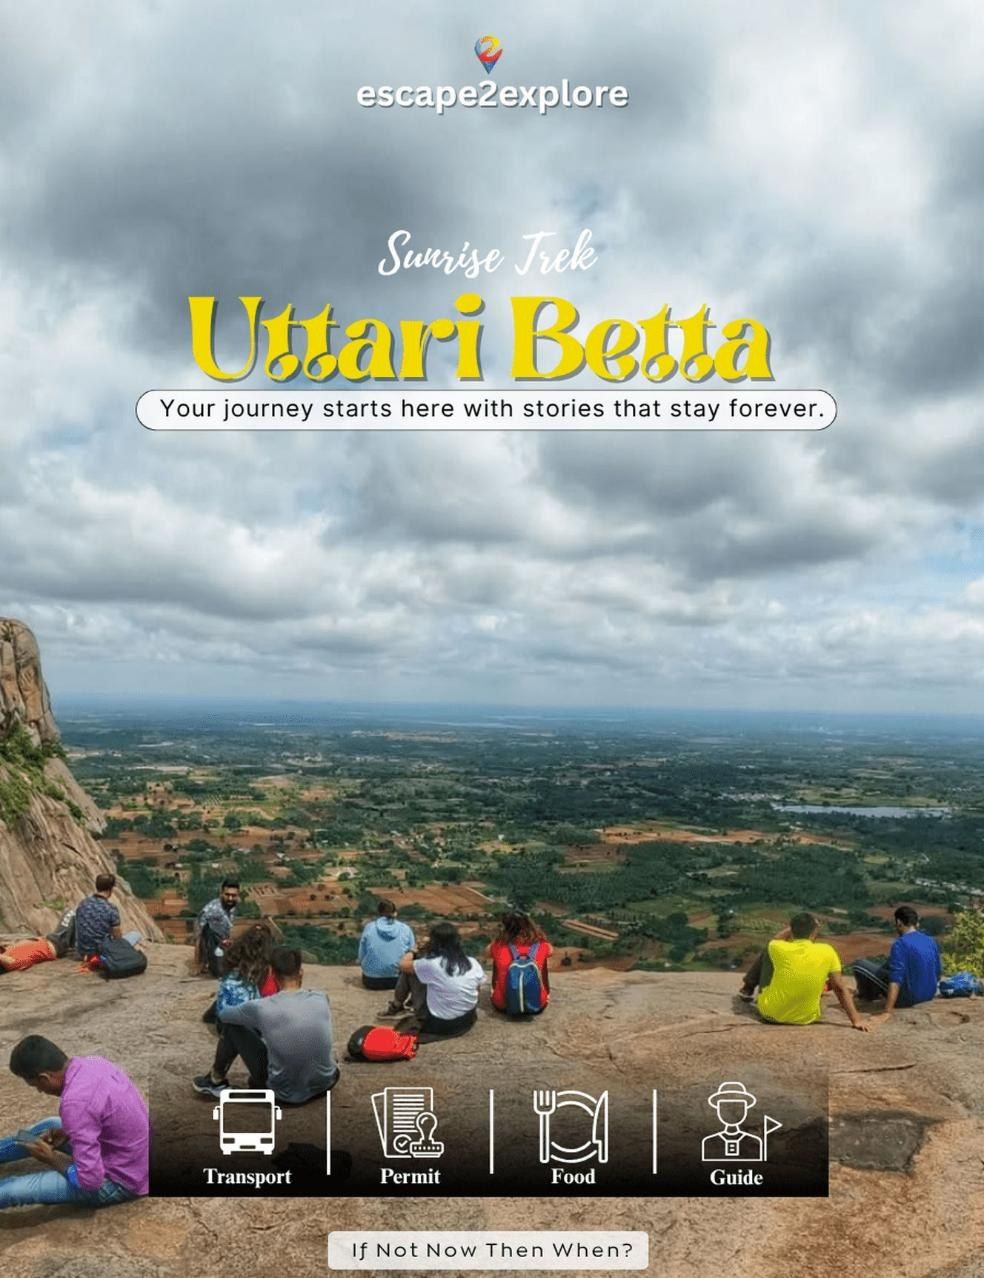 2
escape2explore
Sunrise Trek
Uttari Betta
Your journey starts here with stories that stay forever.
Transport Permit Food Guide
If Not Now Then When?